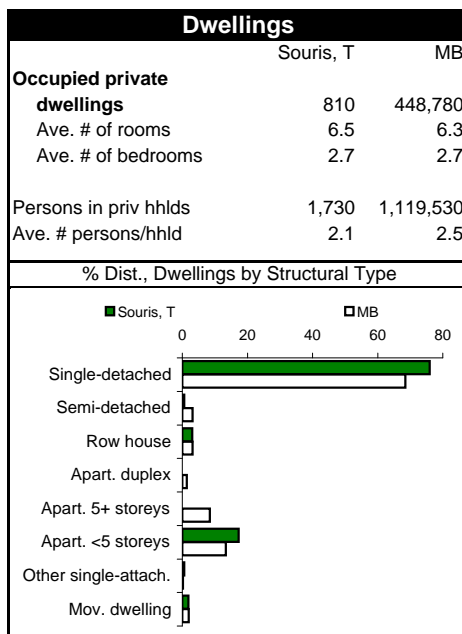 Dwellings
Souris, T MB
Occupied private
dwellings 810 448,780
Ave. # of rooms 6.5 6.3
Ave. # of bedrooms 2.7 2.7
Persons in priv hhlds 1,730 1,119,530
Ave. # persons/hhld 2.1 2.5
% Dist., Dwellings by Structural Type
Souris, T MB
0 20 40 60 80
Single-detached
Semi-detached
Row house
Apart. duplex
Apart. 5+ storeys
Apart. <5 storeys
Other single-attach.
Mov. dwelling